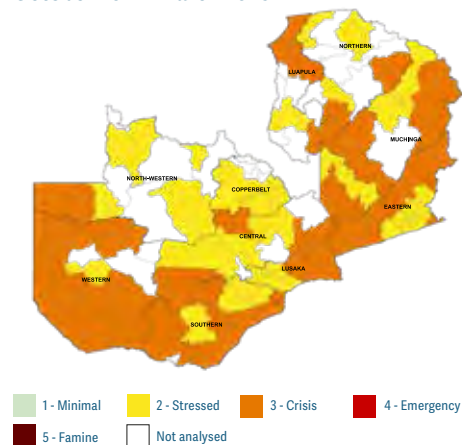 NORTHERN
LUAPULA
MUCHINGA
NORTH-WESTERN
COPPERBELT
EASTERN
CENTRAL
LUSAKA
WESTERN
SOUTHERN
1 - Minimal 2 - Stressed 3 - Crisis 4 - Emergency
5 - Famine Not analysed